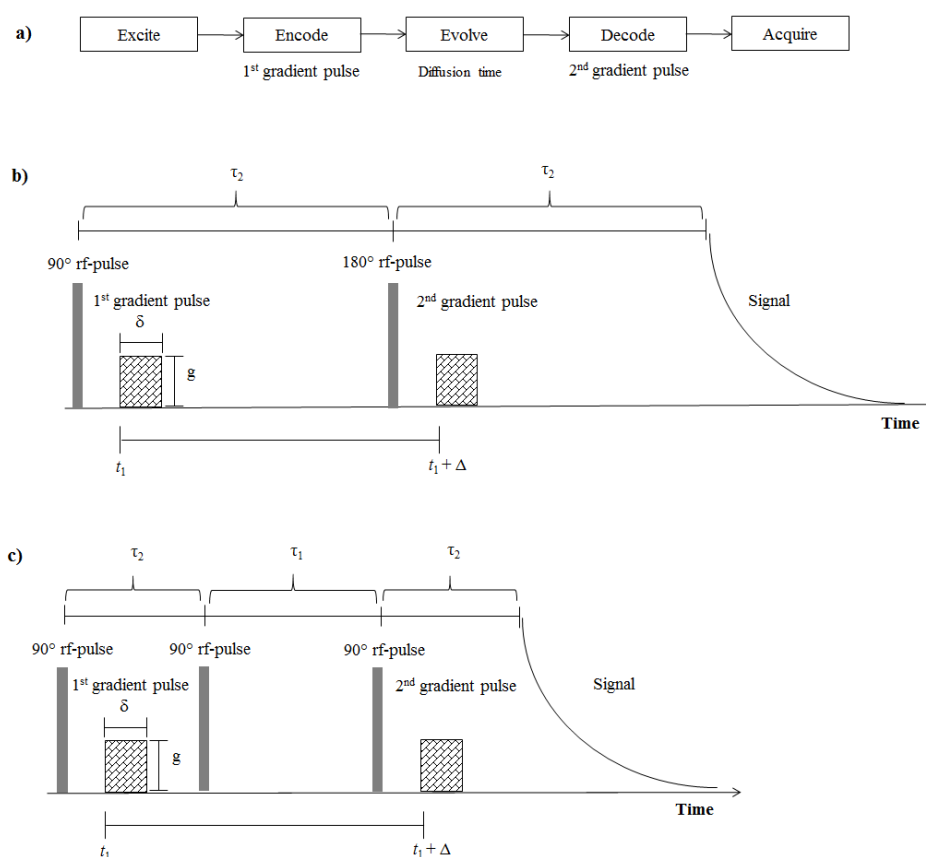 a)
Excite Encode Evolve Decode Acquire
1st gradient pulse Diffusion time 2nd gradient pulse
b)
τ2 τ2
90° rf-pulse 180° rf-pulse
1st gradient pulse 2nd gradient pulse Signal
δ
g
Time
t1 t1 + Δ
c)
τ2 τ1 τ2
90° rf-pulse 90° rf-pulse 90° rf-pulse
1st gradient pulse 2nd gradient pulse Signal
δ
g
Time
t1 t1 + Δ